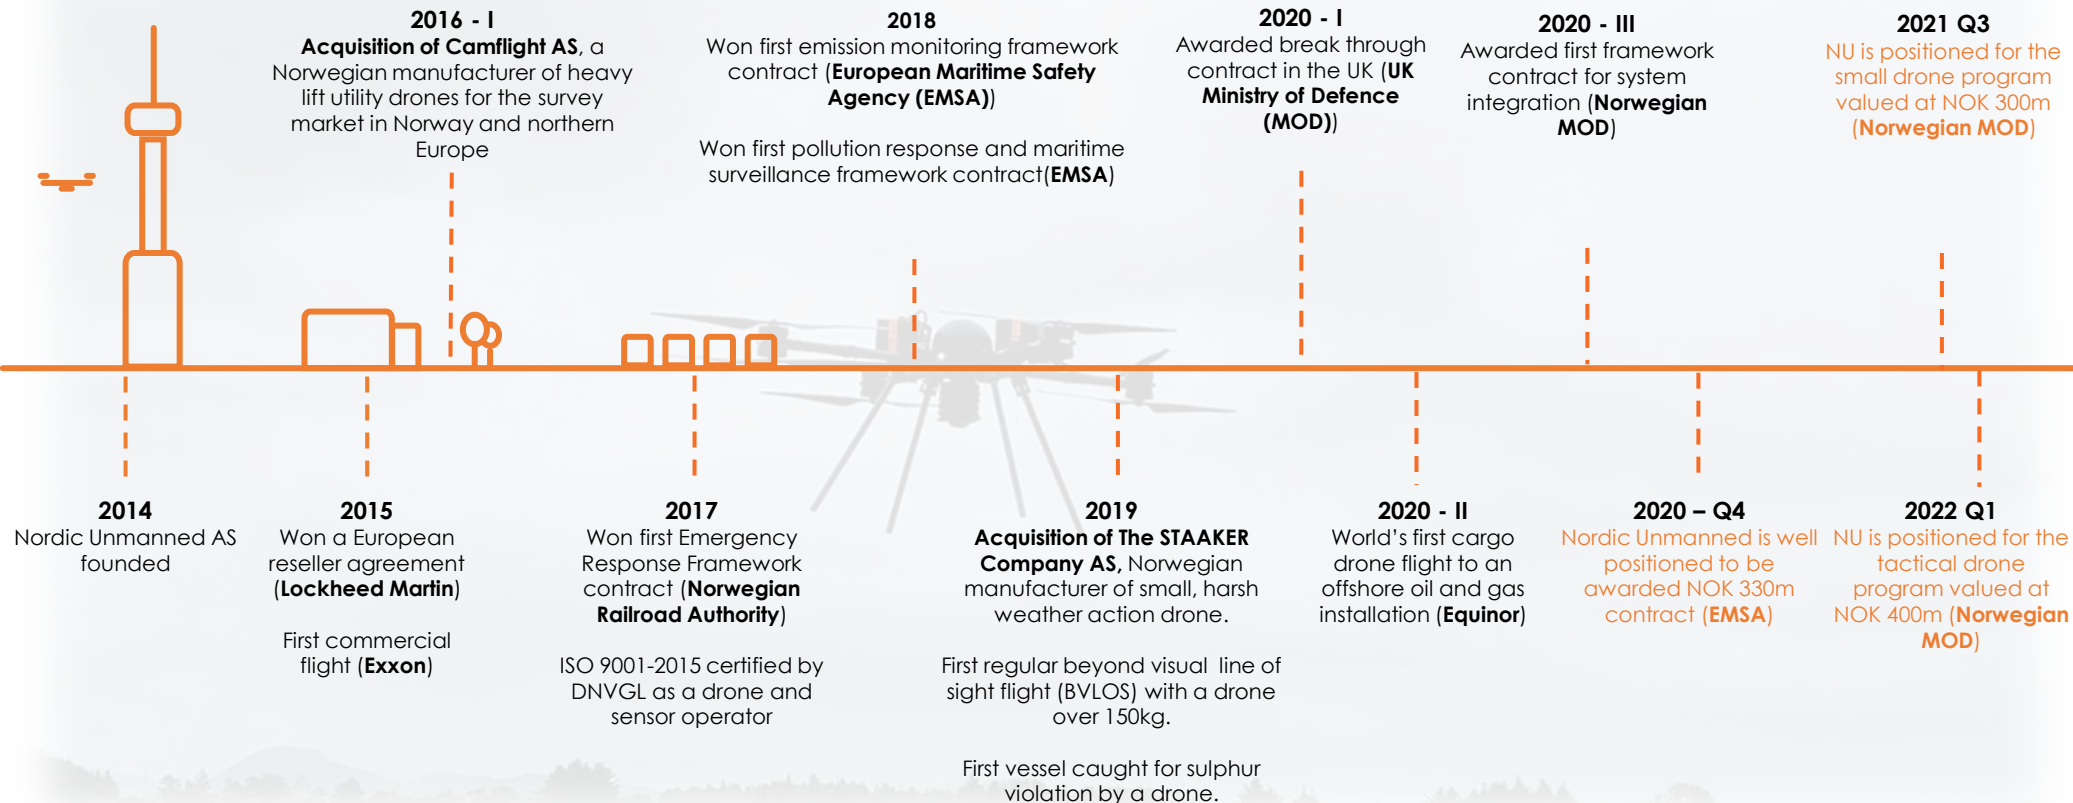 2016 - I
Acquisition of Camflight AS, a
Norwegian manufacturer of heavy
lift utility drones for the survey
market in Norway and northern
Europe
2018
Won first emission monitoring framework
contract (European Maritime Safety
Agency (EMSA))
Won first pollution response and maritime
surveillance framework contract(EMSA)
2020 - I
Awarded break through
contract in the UK (UK
Ministry of Defence
(MOD))
2020 - III
Awarded first framework
contract for system
integration (Norwegian
MOD)
2021 Q3
NU is positioned for the
small drone program
valued at NOK 300m
(Norwegian MOD)
2014
Nordic Unmanned AS
founded
2015
Won a European
reseller agreement
(Lockheed Martin)
First commercial
flight (Exxon)
2017
Won first Emergency
Response Framework
contract (Norwegian
Railroad Authority)
ISO 9001-2015 certified by
DNVGL as a drone and
sensor operator
2019
Acquisition of The STAAKER
Company AS, Norwegian
manufacturer of small, harsh
weather action drone.
First regular beyond visual line of
sight flight (BVLOS) with a drone
over 150kg.
First vessel caught for sulphur
violation by a drone.
2020 - II
World's first cargo
drone flight to an
offshore oil and gas
installation (Equinor)
2020 – Q4
Nordic Unmanned is well
positioned to be
awarded NOK 330m
contract (EMSA)
2022 Q1
NU is positioned for the
tactical drone
program valued at
NOK 400m (Norwegian
MOD)